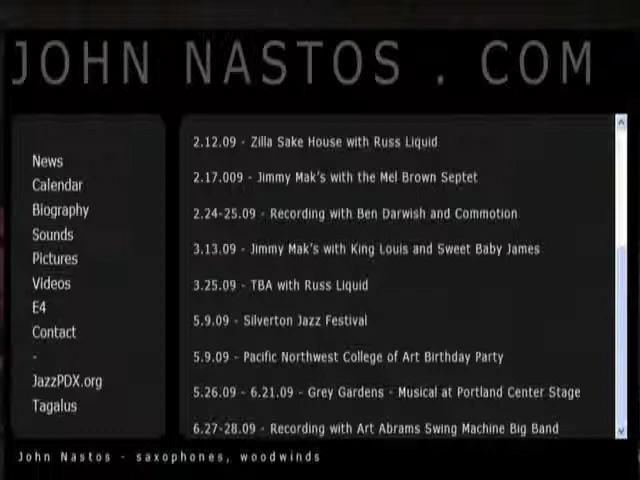 JOHN NASTOS . COM
News
Calendar
Biography
Sounds
Pictures
Videos
E4
Contact
-
JazzPDX.org
Tagalus
2.12.09 - Zilla Sake House with Russ Liquid
2.17.009 - Jimmy Mak's with the Mel Brown Septet
2.24-25.09 - Recording with Ben Darwish and Commotion
3.13.09 - Jimmy Mak's with King Louis and Sweet Baby James
3.25.09 - TBA with Russ Liquid
5.9.09 - Silverton Jazz Festival
5.9.09 - Pacific Northwest College of Art Birthday Party
5.26.09 - 6.21.09 - Grey Gardens - Musical at Portland Center Stage
6.27-28.09 - Recording with Art Abrams Swing Machine Big Band
John Nastos - saxophones, woodwinds